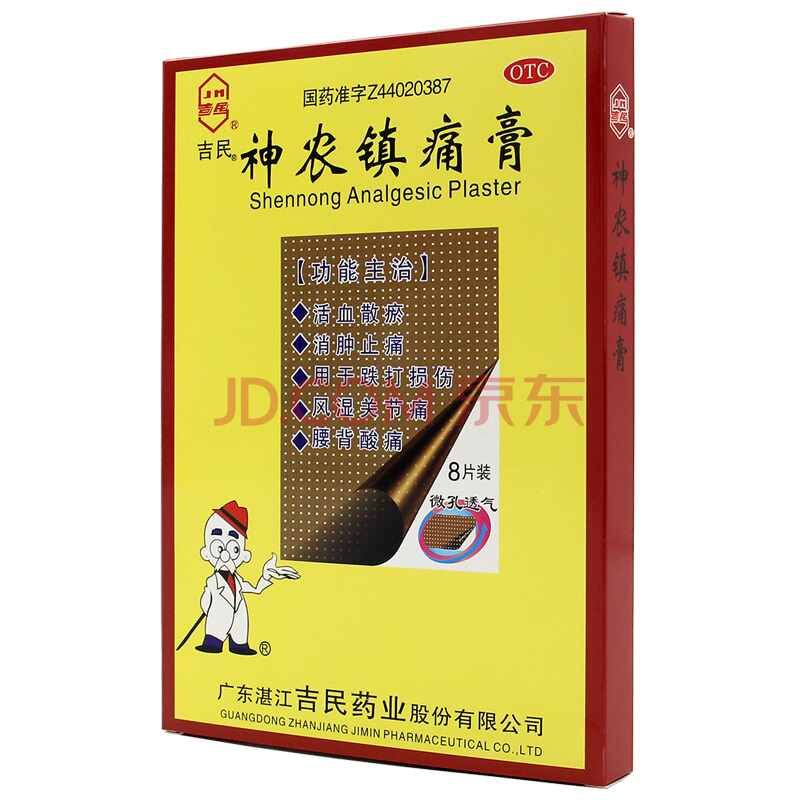 OTC
国药准字Z44020387
JM
吉民
®
吉民®
神农镇痛膏
Shennong Analgesic Plaster
【功能主治】
◆活血散瘀
◆消肿止痛
◆用于跌打损伤
◆风湿关节痛
◆腰背酸痛
JD.COM 京东
8片装
微孔透气
®
广东湛江吉民药业股份有限公司
GUANGDONG ZHANJIANG JIMIN PHARMACEUTICAL CO.,LTD
JM
吉民
®
神农镇痛膏